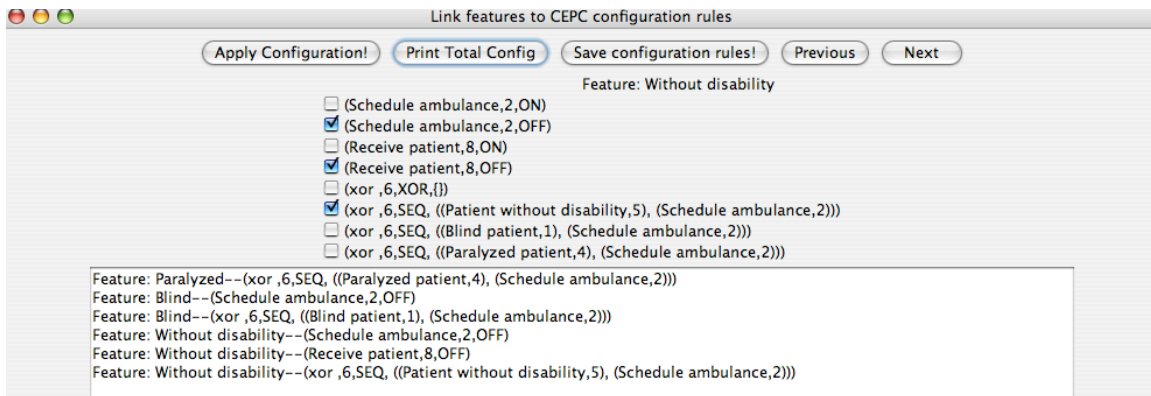 Link features to CEPC configuration rules
Apply Configuration! Print Total Config Save configuration rules! Previous Next
Feature: Without disability
(Schedule ambulance,2,ON)
(Schedule ambulance,2,OFF)
(Receive patient,8,ON)
(Receive patient,8,OFF)
(xor ,6,XOR,{})
(xor ,6,SEQ, ((Patient without disability,5), (Schedule ambulance,2)))
(xor ,6,SEQ, ((Blind patient,1), (Schedule ambulance,2)))
(xor ,6,SEQ, ((Paralyzed patient,4), (Schedule ambulance,2)))
Feature: Paralyzed--(xor ,6,SEQ, ((Paralyzed patient,4), (Schedule ambulance,2)))
Feature: Blind--(Schedule ambulance,2,OFF)
Feature: Blind--(xor ,6,SEQ, ((Blind patient,1), (Schedule ambulance,2)))
Feature: Without disability--(Schedule ambulance,2,OFF)
Feature: Without disability--(Receive patient,8,OFF)
Feature: Without disability--(xor ,6,SEQ, ((Patient without disability,5), (Schedule ambulance,2)))